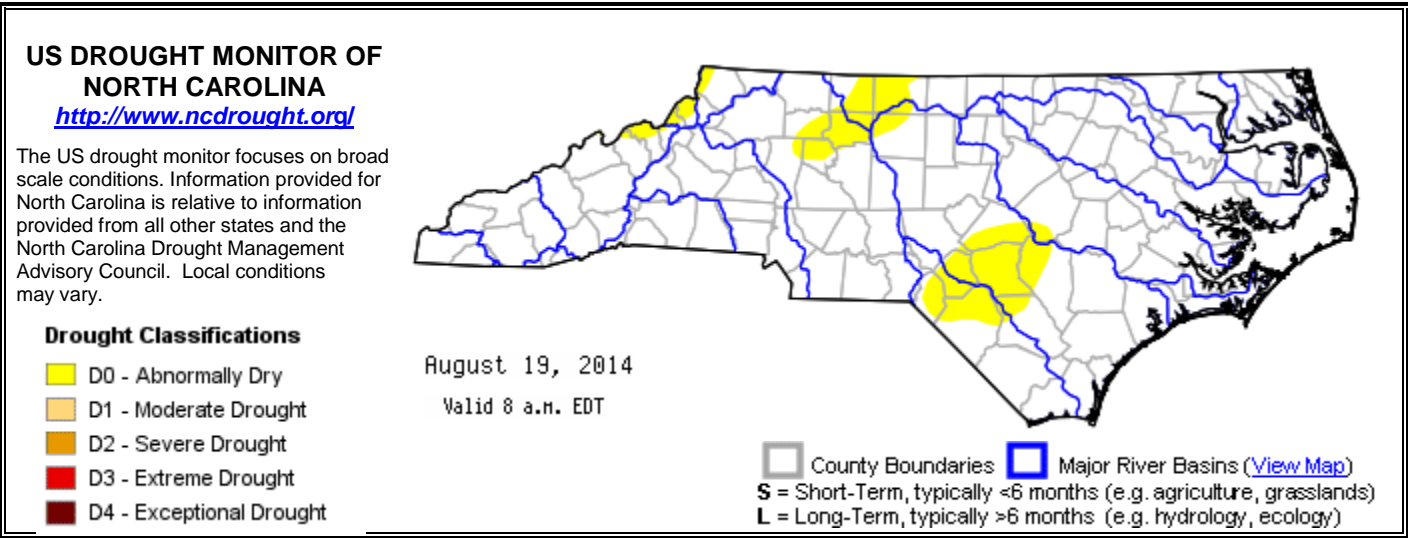 US DROUGHT MONITOR OF
NORTH CAROLINA
http://www.ncdrought.org/
The US drought monitor focuses on broad
scale conditions. Information provided for
North Carolina is relative to information
provided from all other states and the
North Carolina Drought Management
Advisory Council.  Local conditions
may vary.
Drought Classifications
D0 - Abnormally Dry
D1 - Moderate Drought
D2 - Severe Drought
D3 - Extreme Drought
D4 - Exceptional Drought
August 19, 2014
Valid 8 a.m. EDT
County Boundaries Major River Basins (View Map)
S = Short-Term, typically <6 months (e.g. agriculture, grasslands)
L = Long-Term, typically >6 months (e.g. hydrology, ecology)